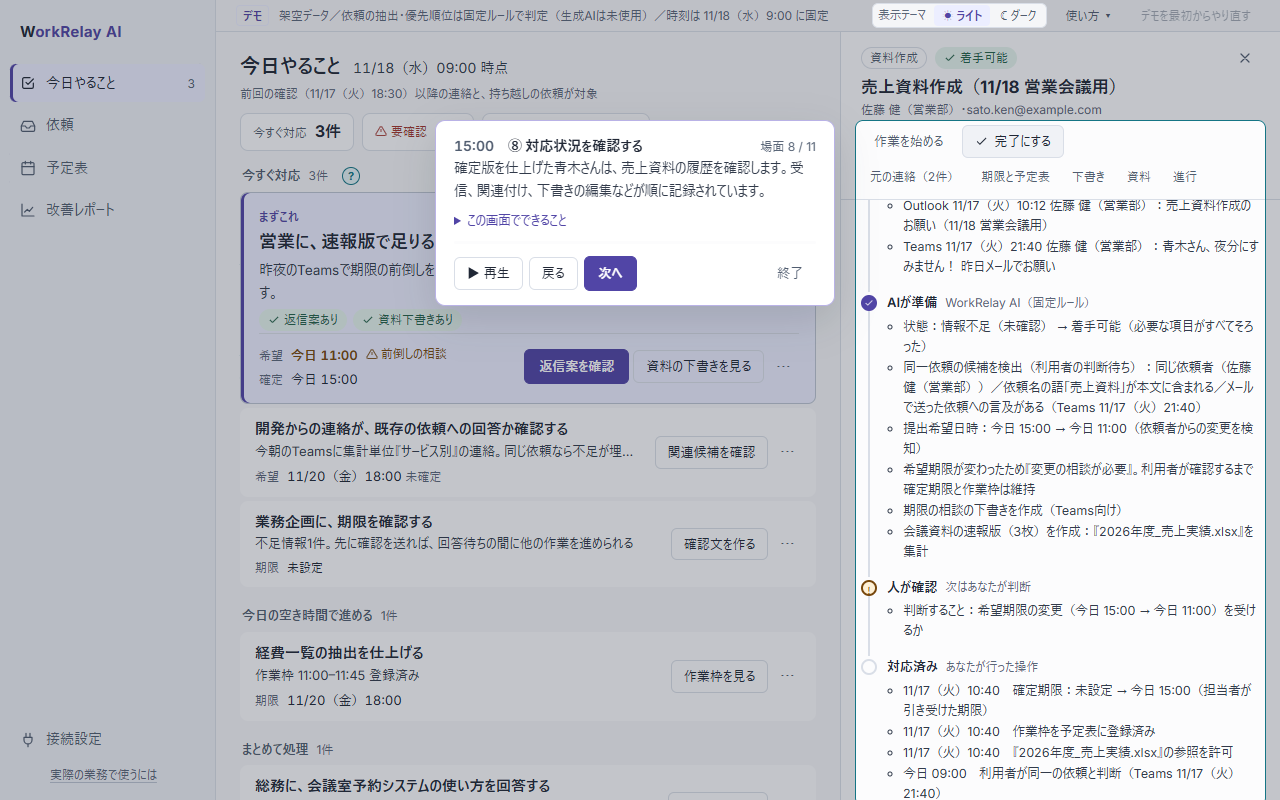 WorkRelay AI
今日やること 3
依頼
予定表
改善レポート
接続設定
実際の業務で使うには
デモ 架空データ／依頼の抽出・優先順位は固定ルールで判定（生成AIは未使用）／時刻は 11/18（水）9:00 に固定
表示テーマ ライト ダーク 使い方 ▼ デモを最初からやり直す
今日やること 11/18（水）09:00 時点
前回の確認（11/17（火）18:30）以降の連絡と、持ち越しの依頼が対象
今すぐ対応 3件
要確認
今すぐ対応 3件 ?
まずこれ
営業に、速報版で足りる
昨夜のTeamsで期限の前倒しを
す。
返信案あり 資料下書きあり
希望 今日 11:00 前倒しの相談
確定 今日 15:00
返信案を確認 資料の下書きを見る …
開発からの連絡が、既存の依頼への回答か確認する
今朝のTeamsに集計単位『サービス別』の連絡。同じ依頼なら不足が埋…
希望 11/20（金）18:00 未確定
関連候補を確認 …
業務企画に、期限を確認する
不足情報1件。先に確認を送れば、回答待ちの間に他の作業を進められる
期限 未設定
確認文を作る …
今日の空き時間で進める 1件
経費一覧の抽出を仕上げる
作業枠 11:00–11:45 登録済み
期限 11/20（金）18:00
作業枠を見る …
まとめて処理 1件
総務に、会議室予約システムの使い方を回答する
15:00 ⑧ 対応状況を確認する 場面 8 / 11
確定版を仕上げた青木さんは、売上資料の履歴を確認します。受
信、関連付け、下書きの編集などが順に記録されています。
▶ この画面でできること
▶ 再生 戻る 次へ 終了
資料作成 着手可能
売上資料作成（11/18 営業会議用）
佐藤 健（営業部）・sato.ken@example.com
作業を始める 完了にする
元の連絡（2件） 期限と予定表 下書き 資料 進行
Outlook 11/17（火）10:12 佐藤 健（営業部）：売上資料作成の
お願い（11/18 営業会議用）
Teams 11/17（火）21:40 佐藤 健（営業部）：青木さん、夜分にす
みません！ 昨日メールでお願い
AIが準備 WorkRelay AI（固定ルール）
状態：情報不足（未確認） → 着手可能（必要な項目がすべてそろ
った）
同一依頼の候補を検出（利用者の判断待ち）：同じ依頼者（佐藤
健（営業部））／依頼名の語「売上資料」が本文に含まれる／メール
で送った依頼への言及がある（Teams 11/17（火）21:40）
提出希望日時：今日 15:00 → 今日 11:00（依頼者からの変更を検
知）
希望期限が変わったため『変更の相談が必要』。利用者が確認するまで
確定期限と作業枠は維持
期限の相談の下書きを作成（Teams向け）
会議資料の速報版（3枚）を作成：『2026年度_売上実績.xlsx』を
集計
人が確認 次はあなたが判断
判断すること：希望期限の変更（今日 15:00 → 今日 11:00）を受け
るか
対応済み あなたが行った操作
11/17（火）10:40 確定期限：未設定 → 今日 15:00（担当者が
引き受けた期限）
11/17（火）10:40 作業枠を予定表に登録済み
11/17（火）10:40 『2026年度_売上実績.xlsx』の参照を許可
今日 09:00 利用者が同一の依頼と判断（Teams 11/17（火）
21:40）